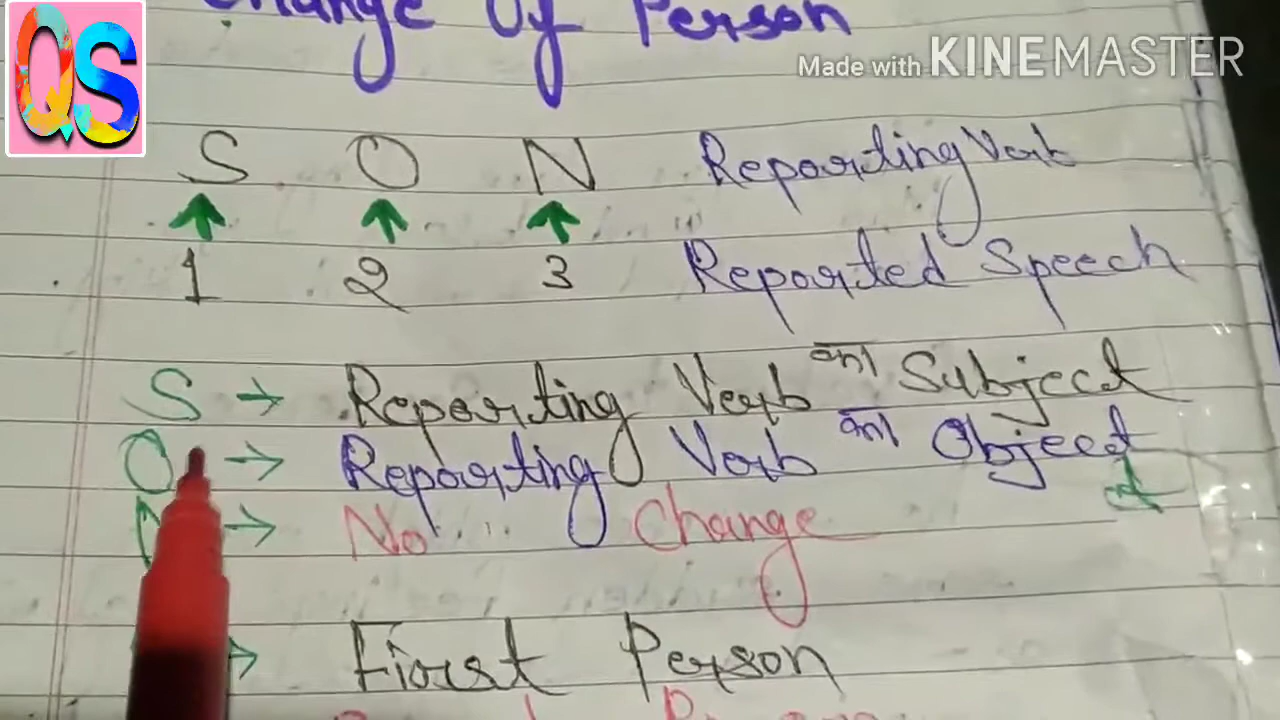 QS
Change Of Person
Made with KINEMASTER
S O N Reporting Verb
1 2 3 Reported Speech
S → Reporting Verb का Subject
O → Reporting Verb का Object
N → No Change
→ First Person